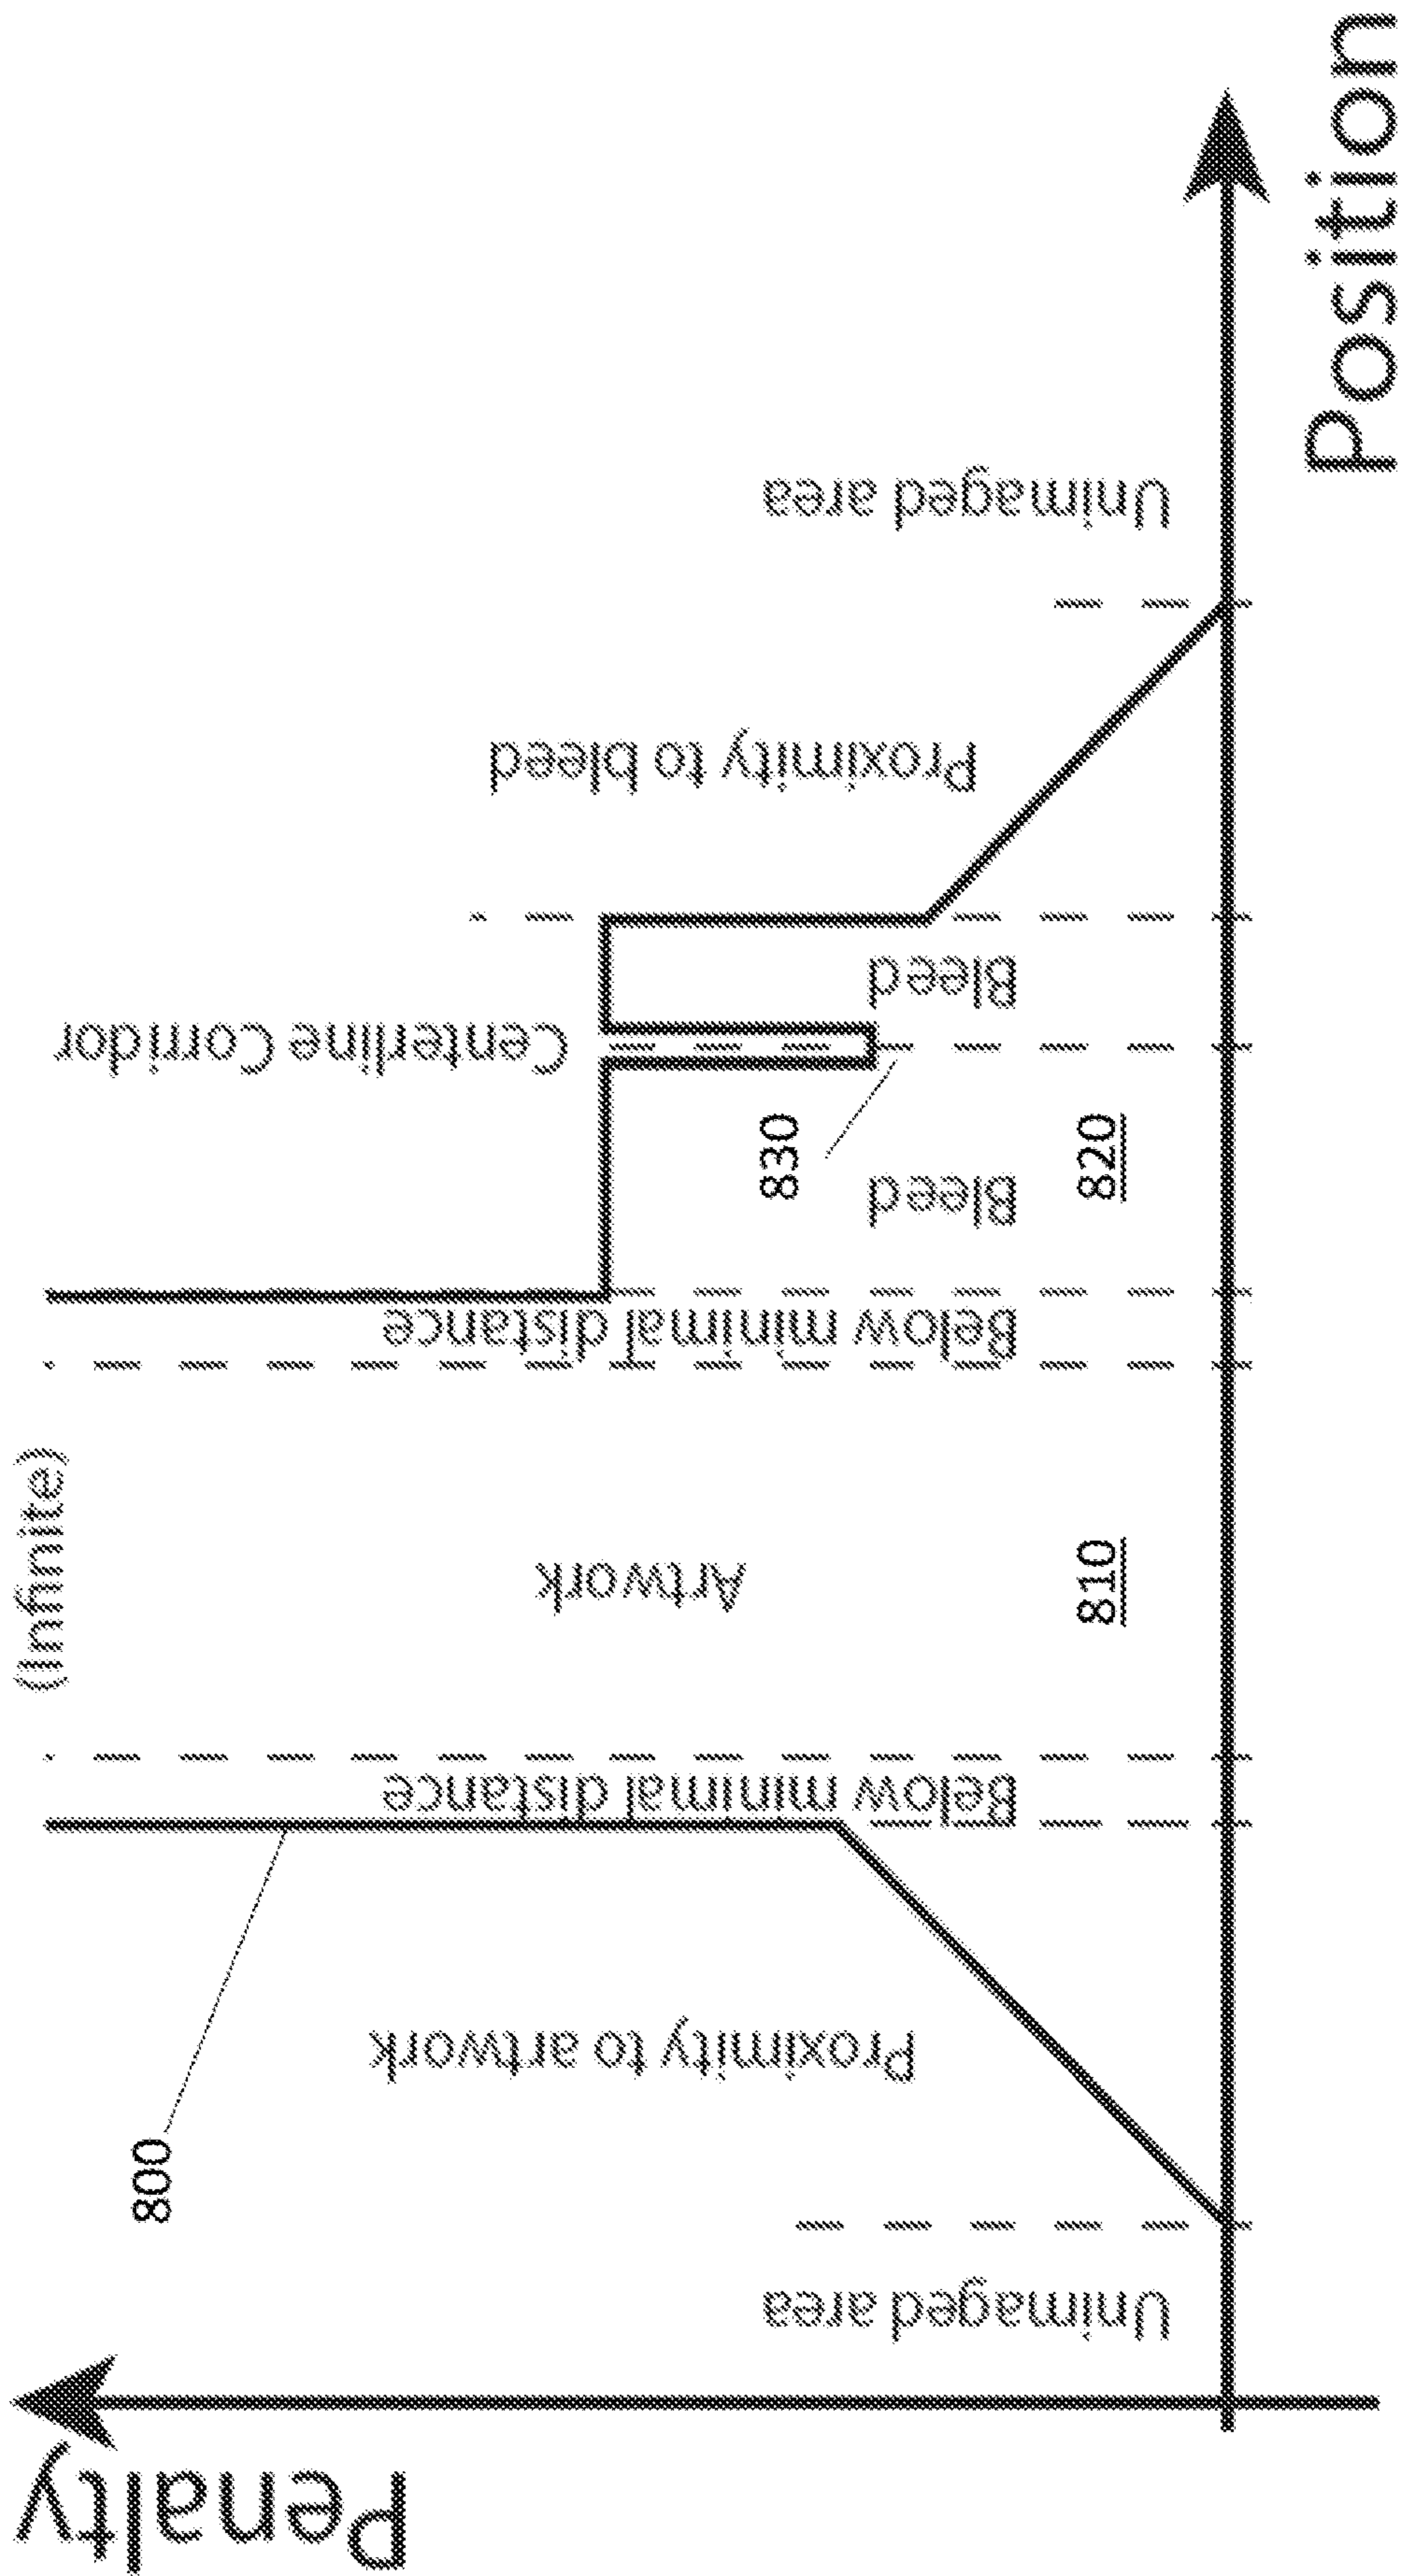 Penalty
(Infinite)
800
Unimaged area
Proximity to artwork
Below minimal distance
Artwork
810
Below minimal distance
Bleed
820
830
Centerline Corridor
Bleed
Proximity to bleed
Unimaged area
Position